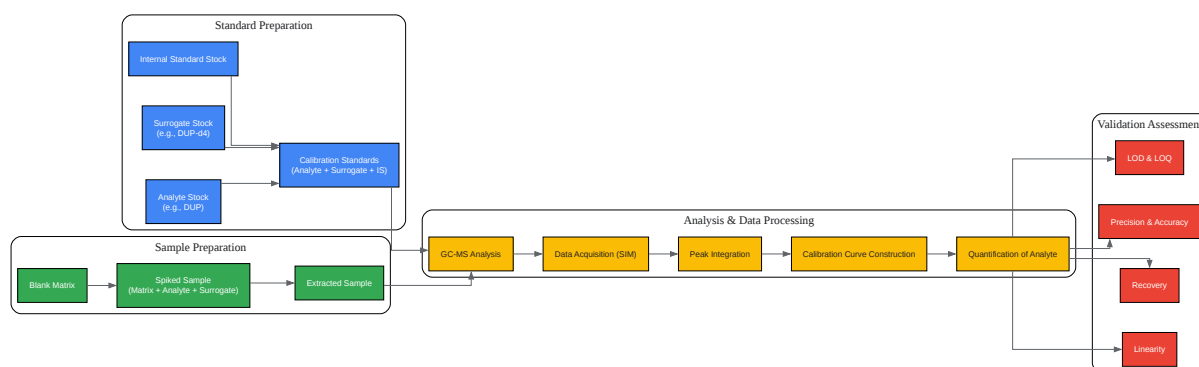 Standard Preparation
Internal Standard Stock
Surrogate Stock
(e.g., DUP-d4)
Calibration Standards
(Analyte + Surrogate + IS)
Analyte Stock
(e.g., DUP)
Sample Preparation
Blank Matrix
Spiked Sample
(Matrix + Analyte + Surrogate)
Extracted Sample
Analysis & Data Processing
GC-MS Analysis
Data Acquisition (SIM)
Peak Integration
Calibration Curve Construction
Quantification of Analyte
Validation Assessment
LOD & LOQ
Precision & Accuracy
Recovery
Linearity